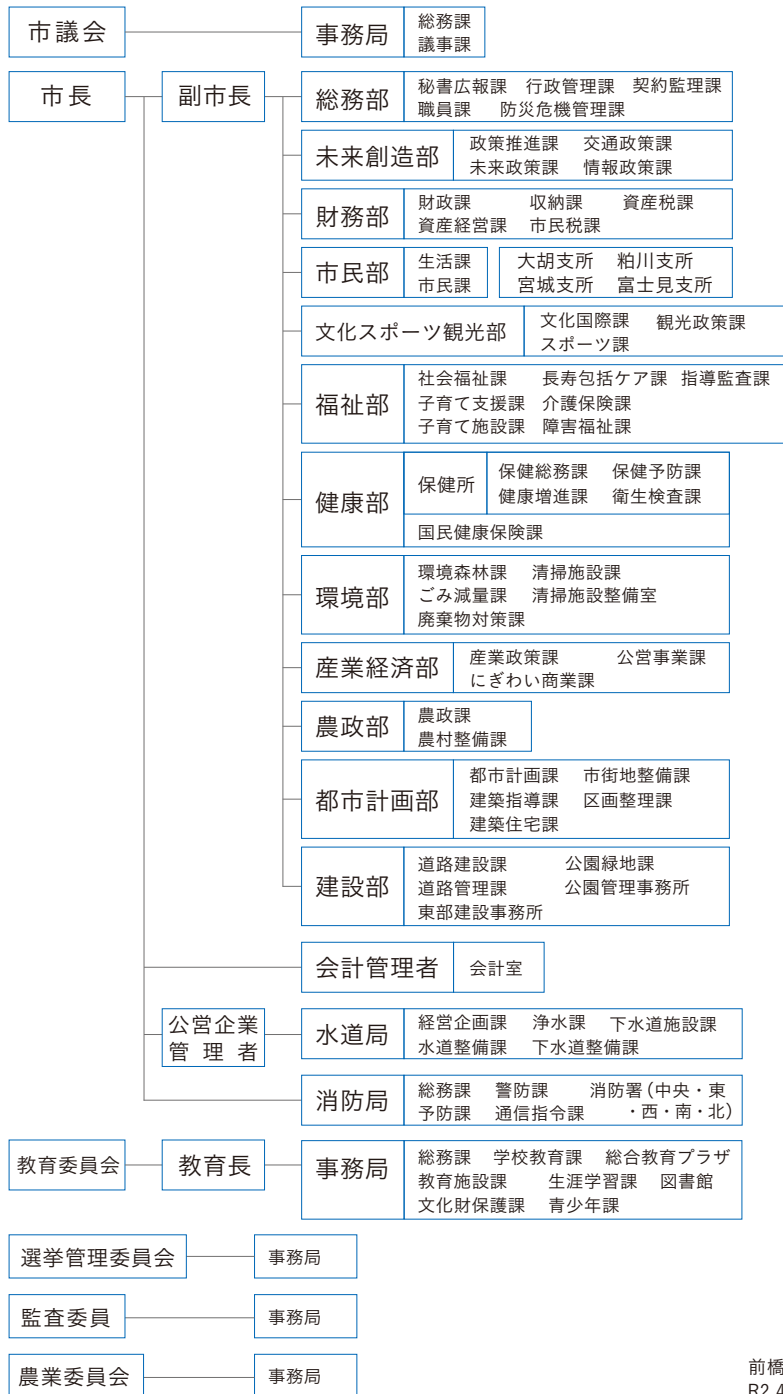 市議会 事務局 総務課
議事課
市長 副市長 総務部 秘書広報課 行政管理課 契約監理課
職員課 防災危機管理課
未来創造部 政策推進課 交通政策課
未来政策課 情報政策課
財務部 財政課 収納課 資産税課
資産経営課 市民税課
市民部 生活課 大胡支所 粕川支所
市民課 宮城支所 富士見支所
文化スポーツ観光部 文化国際課 観光政策課
スポーツ課
福祉部 社会福祉課 長寿包括ケア課 指導監査課
子育て支援課 介護保険課
子育て施設課 障害福祉課
健康部 保健所 保健総務課 保健予防課
健康増進課 衛生検査課
国民健康保険課
環境部 環境森林課 清掃施設課
ごみ減量課 清掃施設整備室
廃棄物対策課
産業経済部 産業政策課 公営事業課
にぎわい商業課
農政部 農政課
農村整備課
都市計画部 都市計画課 市街地整備課
建築指導課 区画整理課
建築住宅課
建設部 道路建設課 公園緑地課
道路管理課 公園管理事務所
東部建設事務所
会計管理者 会計室
公営企業
管理者
水道局 経営企画課 浄水課 下水道施設課
水道整備課 下水道整備課
消防局 総務課 警防課 消防署(中央・東
予防課 通信指令課 ・西・南・北)
教育委員会 教育長 事務局 総務課 学校教育課 総合教育プラザ
教育施設課 生涯学習課 図書館
文化財保護課 青少年課
選挙管理委員会 事務局
監査委員 事務局
農業委員会 事務局
前橋
R2.4